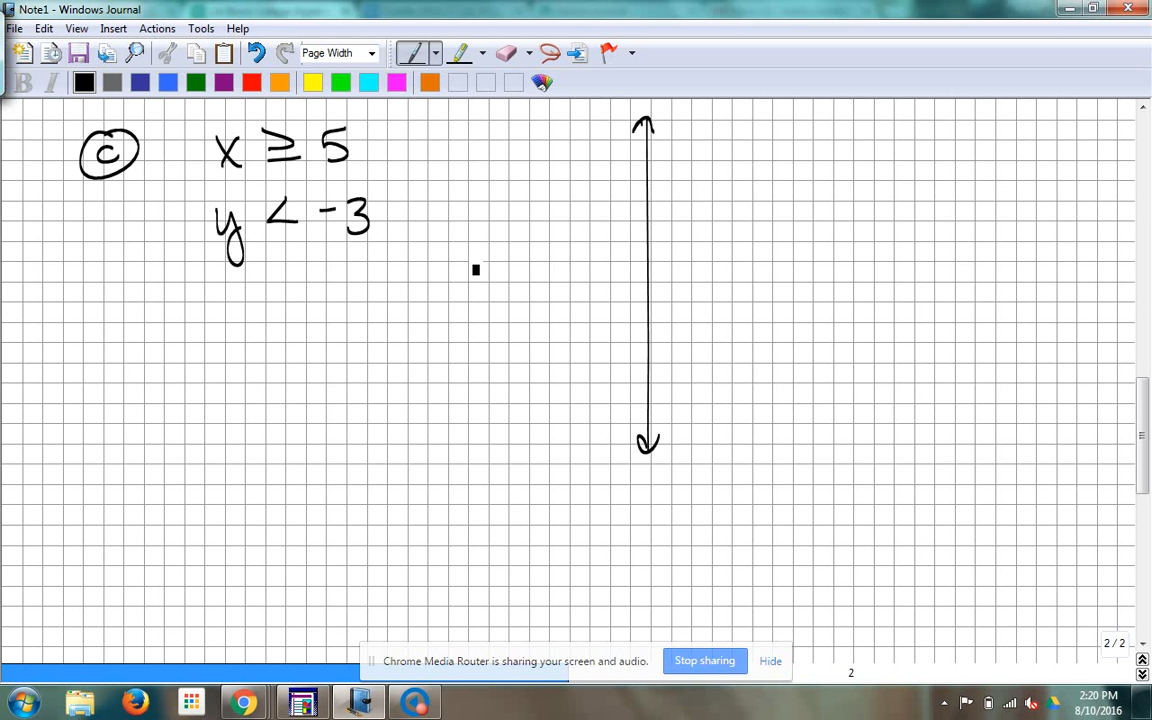 Note1 - Windows Journal
File Edit View Insert Actions Tools Help
Page Width
B I
c x ≥ 5
y < -3
2 / 2
Chrome Media Router is sharing your screen and audio. Stop sharing Hide
2
2:20 PM
8/10/2016